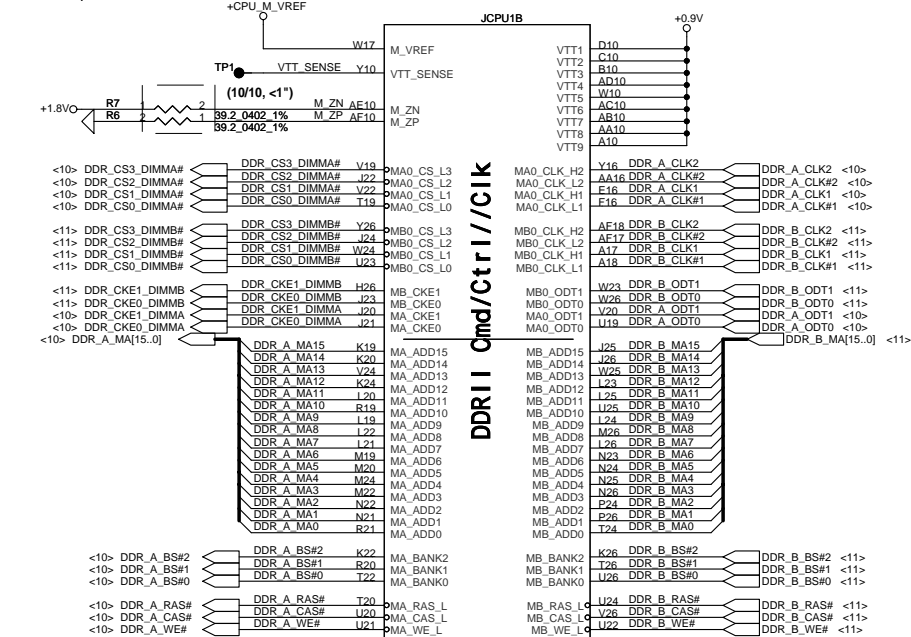 +CPU_M_VREF
JCPU1B
+0.9V
W17 M_VREF VTT1 D10
TP1 VTT_SENSE Y10 VTT_SENSE VTT2 C10
VTT3 B10
VTT4 AD10
(10/10, <1") VTT5 W10
+1.8V R7 1 2 M_ZN AE10 M_ZN VTT6 AC10
39.2_0402_1%
R6 2 1 M_ZP AF10 M_ZP VTT7 AB10
39.2_0402_1%
VTT8 AA10
VTT9 A10
<10> DDR_CS3_DIMMA# DDR_CS3_DIMMA# V19 MA0_CS_L3 MA0_CLK_H2 Y16 DDR_A_CLK2 DDR_A_CLK2 <10>
<10> DDR_CS2_DIMMA# DDR_CS2_DIMMA# J22 MA0_CS_L2 MA0_CLK_L2 AA16 DDR_A_CLK#2 DDR_A_CLK#2 <10>
<10> DDR_CS1_DIMMA# DDR_CS1_DIMMA# V22 MA0_CS_L1 MA0_CLK_H1 E16 DDR_A_CLK1 DDR_A_CLK1 <10>
<10> DDR_CS0_DIMMA# DDR_CS0_DIMMA# T19 MA0_CS_L0 MA0_CLK_L1 F16 DDR_A_CLK#1 DDR_A_CLK#1 <10>
<11> DDR_CS3_DIMMB# DDR_CS3_DIMMB# Y26 MB0_CS_L3 MB0_CLK_H2 AF18 DDR_B_CLK2 DDR_B_CLK2 <11>
<11> DDR_CS2_DIMMB# DDR_CS2_DIMMB# J24 MB0_CS_L2 MB0_CLK_L2 AF17 DDR_B_CLK#2 DDR_B_CLK#2 <11>
<11> DDR_CS1_DIMMB# DDR_CS1_DIMMB# W24 MB0_CS_L1 MB0_CLK_H1 A17 DDR_B_CLK1 DDR_B_CLK1 <11>
<11> DDR_CS0_DIMMB# DDR_CS0_DIMMB# U23 MB0_CS_L0 MB0_CLK_L1 A18 DDR_B_CLK#1 DDR_B_CLK#1 <11>
<11> DDR_CKE1_DIMMB DDR_CKE1_DIMMB H26 MB_CKE1 MB0_ODT1 W23 DDR_B_ODT1 DDR_B_ODT1 <11>
<11> DDR_CKE0_DIMMB DDR_CKE0_DIMMB J23 MB_CKE0 MB0_ODT0 W26 DDR_B_ODT0 DDR_B_ODT0 <11>
<10> DDR_CKE1_DIMMA DDR_CKE1_DIMMA J20 MA_CKE1 MA0_ODT1 V20 DDR_A_ODT1 DDR_A_ODT1 <10>
<10> DDR_CKE0_DIMMA DDR_CKE0_DIMMA J21 MA_CKE0 MA0_ODT0 U19 DDR_A_ODT0 DDR_A_ODT0 <10>
<10> DDR_A_MA[15..0] DDR_B_MA[15..0] <11>
DDRII Cmd/Ctrl//Clk
DDR_A_MA15 K19 MA_ADD15 MB_ADD15 J25 DDR_B_MA15
DDR_A_MA14 K20 MA_ADD14 MB_ADD14 J26 DDR_B_MA14
DDR_A_MA13 V24 MA_ADD13 MB_ADD13 W25 DDR_B_MA13
DDR_A_MA12 K24 MA_ADD12 MB_ADD12 L23 DDR_B_MA12
DDR_A_MA11 L20 MA_ADD11 MB_ADD11 L25 DDR_B_MA11
DDR_A_MA10 R19 MA_ADD10 MB_ADD10 U25 DDR_B_MA10
DDR_A_MA9 L19 MA_ADD9 MB_ADD9 L24 DDR_B_MA9
DDR_A_MA8 L22 MA_ADD8 MB_ADD8 M26 DDR_B_MA8
DDR_A_MA7 L21 MA_ADD7 MB_ADD7 L26 DDR_B_MA7
DDR_A_MA6 M19 MA_ADD6 MB_ADD6 N23 DDR_B_MA6
DDR_A_MA5 M20 MA_ADD5 MB_ADD5 N24 DDR_B_MA5
DDR_A_MA4 M24 MA_ADD4 MB_ADD4 N25 DDR_B_MA4
DDR_A_MA3 M22 MA_ADD3 MB_ADD3 N26 DDR_B_MA3
DDR_A_MA2 N22 MA_ADD2 MB_ADD2 P24 DDR_B_MA2
DDR_A_MA1 N21 MA_ADD1 MB_ADD1 P26 DDR_B_MA1
DDR_A_MA0 R21 MA_ADD0 MB_ADD0 T24 DDR_B_MA0
<10> DDR_A_BS#2 DDR_A_BS#2 K22 MA_BANK2 MB_BANK2 K26 DDR_B_BS#2 DDR_B_BS#2 <11>
<10> DDR_A_BS#1 DDR_A_BS#1 R20 MA_BANK1 MB_BANK1 T26 DDR_B_BS#1 DDR_B_BS#1 <11>
<10> DDR_A_BS#0 DDR_A_BS#0 T22 MA_BANK0 MB_BANK0 U26 DDR_B_BS#0 DDR_B_BS#0 <11>
<10> DDR_A_RAS# DDR_A_RAS# T20 MA_RAS_L MB_RAS_L U24 DDR_B_RAS# DDR_B_RAS# <11>
<10> DDR_A_CAS# DDR_A_CAS# U20 MA_CAS_L MB_CAS_L V26 DDR_B_CAS# DDR_B_CAS# <11>
<10> DDR_A_WE# DDR_A_WE# U21 MA_WE_L MB_WE_L U22 DDR_B_WE# DDR_B_WE# <11>